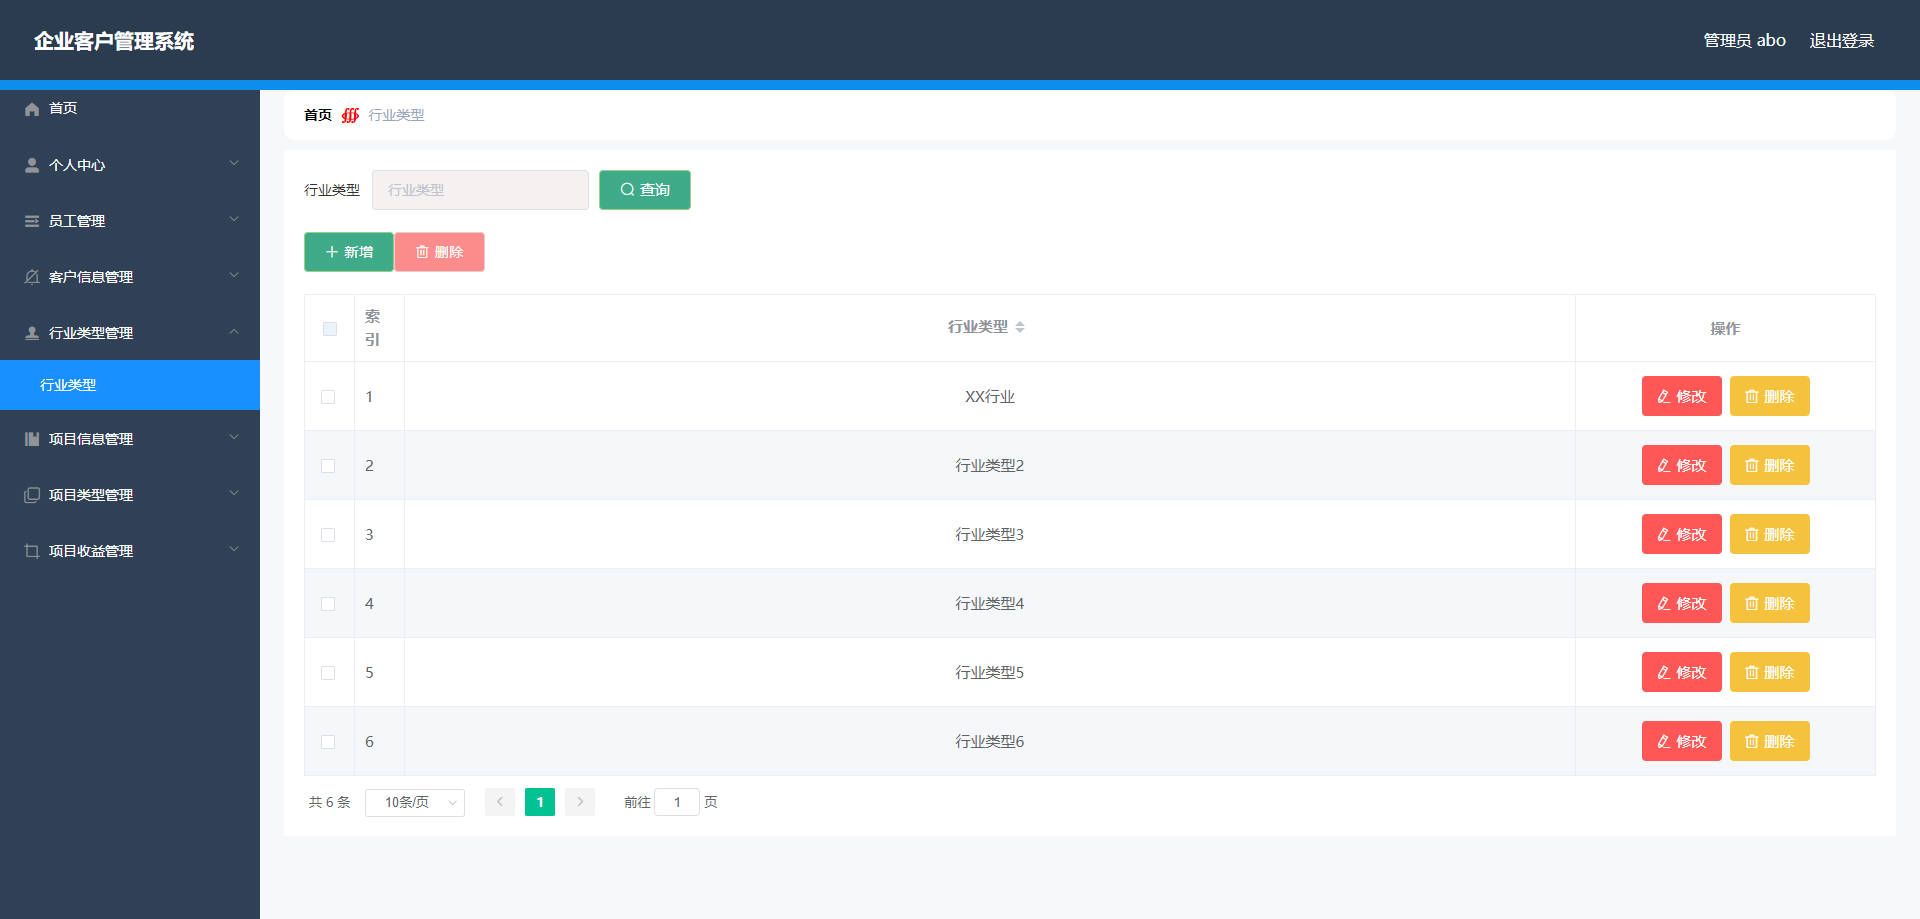 企业客户管理系统
管理员 abo 退出登录
首页
个人中心
员工管理
客户信息管理
行业类型管理
行业类型
项目信息管理
项目类型管理
项目收益管理
首页 行业类型
行业类型 行业类型 查询
新增 删除
索引 行业类型 操作
1 XX行业 修改 删除
2 行业类型2 修改 删除
3 行业类型3 修改 删除
4 行业类型4 修改 删除
5 行业类型5 修改 删除
6 行业类型6 修改 删除
共 6 条 10条/页 1 前往 1 页